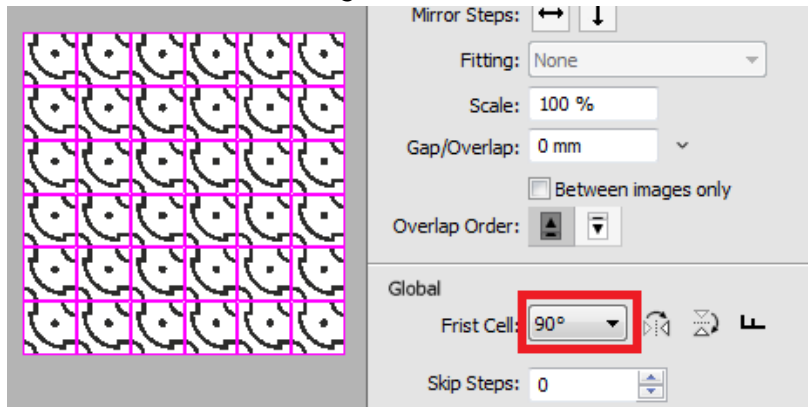 Mirror Steps:
Fitting: None
Scale: 100 %
Gap/Overlap: 0 mm
Between images only
Overlap Order:
Global
Frist Cell: 90°
Skip Steps: 0